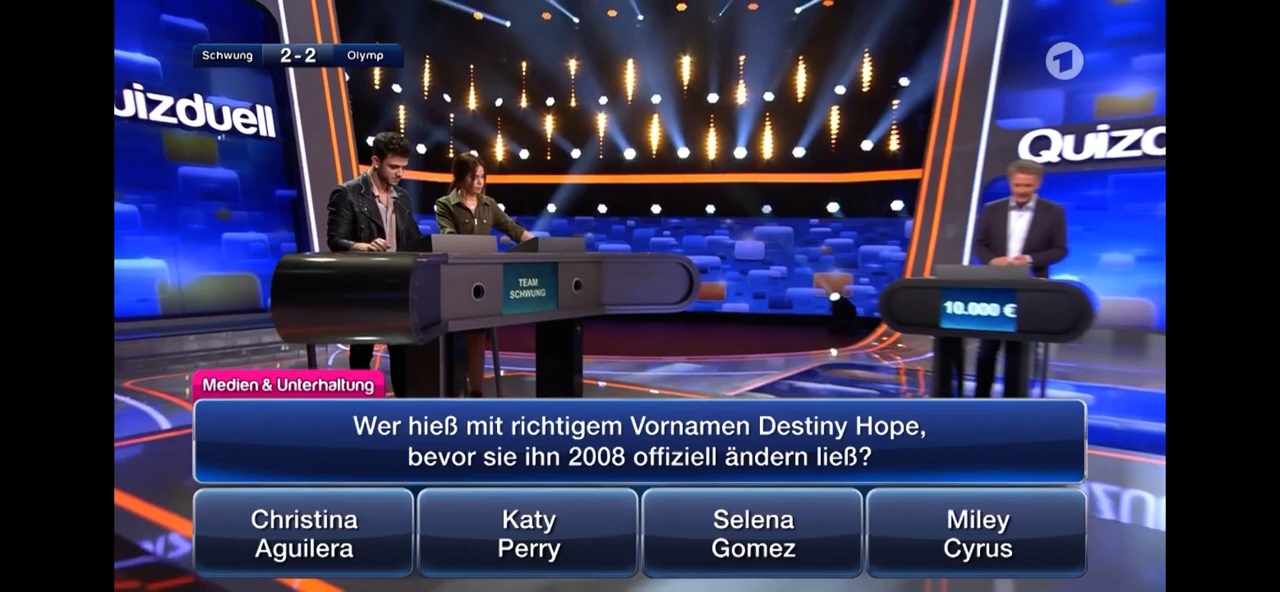 Schwung 2-2 Olymp
1
uizduell
Quizd
TEAM
SCHWUNG
10.000 €
Medien & Unterhaltung
Wer hieß mit richtigem Vornamen Destiny Hope,
bevor sie ihn 2008 offiziell ändern ließ?
Christina
Aguilera
Katy
Perry
Selena
Gomez
Miley
Cyrus